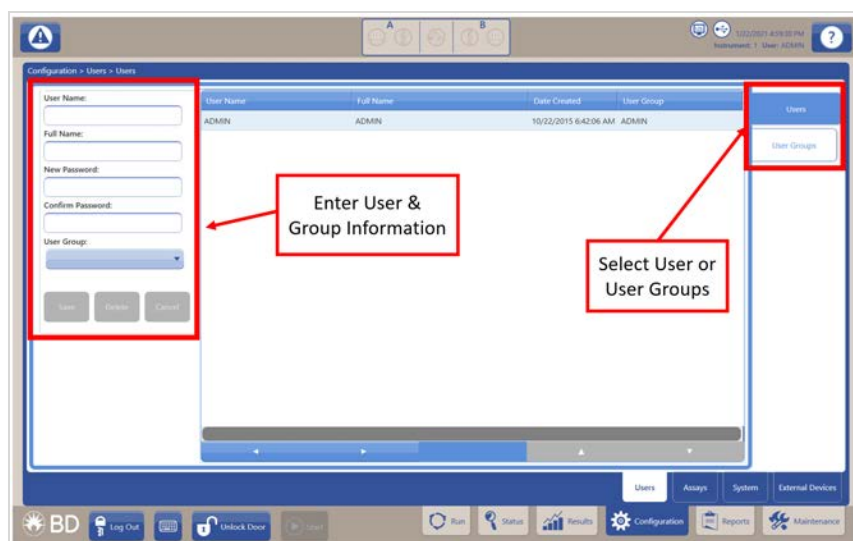 A
B
1/22/2021 4:09:20 PM
Instrument: 1 User: ADMIN
?
Configuration > Users > Users
User Name:
Full Name:
New Password:
Confirm Password:
User Group:
Save
Delete
Cancel
User Name
Full Name
Date Created
User Group
ADMIN
ADMIN
10/22/2015 6:42:06 AM
ADMIN
Users
User Groups
Enter User &
Group Information
Select User or
User Groups
Users
Assays
System
External Devices
BD
Log Out
Unlock Door
Start
Run
Status
Results
Configuration
Reports
Maintenance